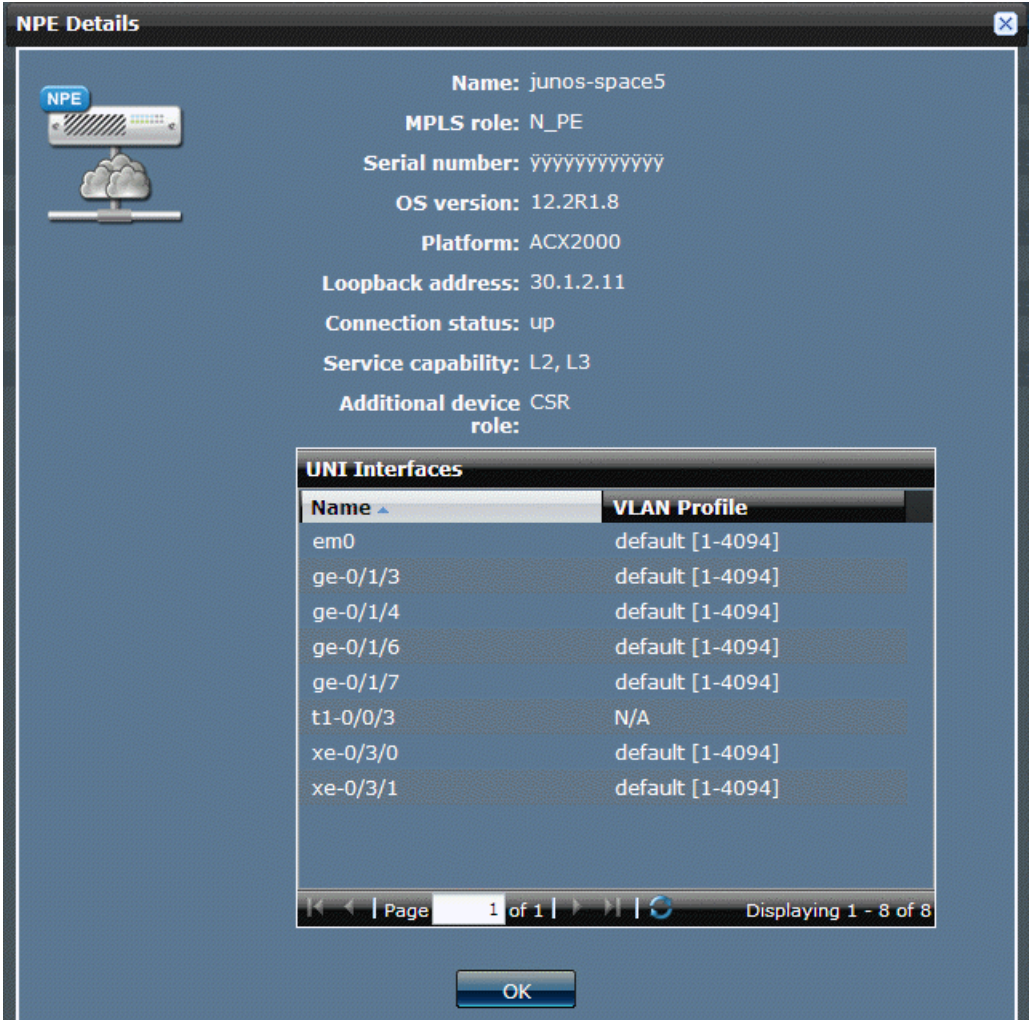 NPE Details
NPE
Name: junos-space5
MPLS role: N_PE
Serial number: ÿÿÿÿÿÿÿÿÿÿÿÿ
OS version: 12.2R1.8
Platform: ACX2000
Loopback address: 30.1.2.11
Connection status: up
Service capability: L2, L3
Additional device CSR
role:
UNI Interfaces
Name VLAN Profile
em0 default [1-4094]
ge-0/1/3 default [1-4094]
ge-0/1/4 default [1-4094]
ge-0/1/6 default [1-4094]
ge-0/1/7 default [1-4094]
t1-0/0/3 N/A
xe-0/3/0 default [1-4094]
xe-0/3/1 default [1-4094]
Page 1 of 1 Displaying 1 - 8 of 8
OK